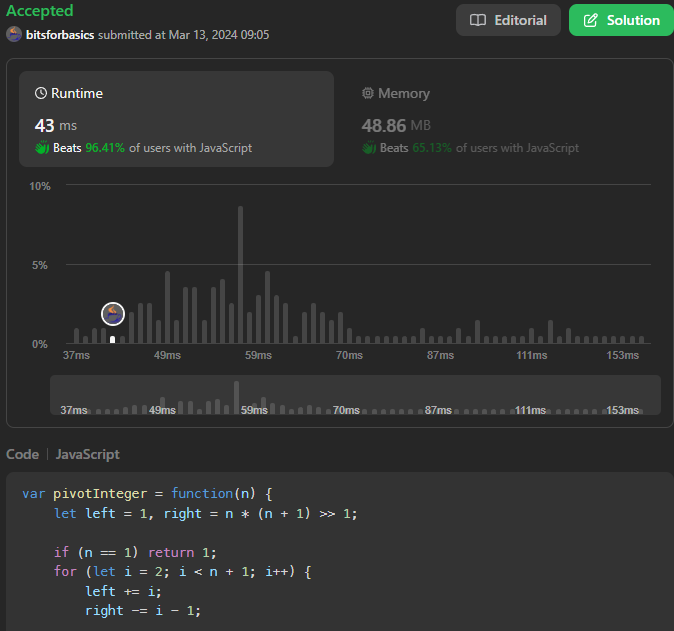 Accepted
Editorial
Solution
bitsforbasics submitted at Mar 13, 2024 09:05
Runtime
43 ms
Beats 96.41% of users with JavaScript
Memory
48.86 MB
Beats 65.13% of users with JavaScript
10%
5%
0%
37ms 49ms 59ms 70ms 87ms 111ms 153ms
37ms 49ms 59ms 70ms 87ms 111ms 153ms
Code | JavaScript
var pivotInteger = function(n) {
    let left = 1, right = n * (n + 1) >> 1;
    if (n == 1) return 1;
    for (let i = 2; i < n + 1; i++) {
        left += i;
        right -= i - 1;